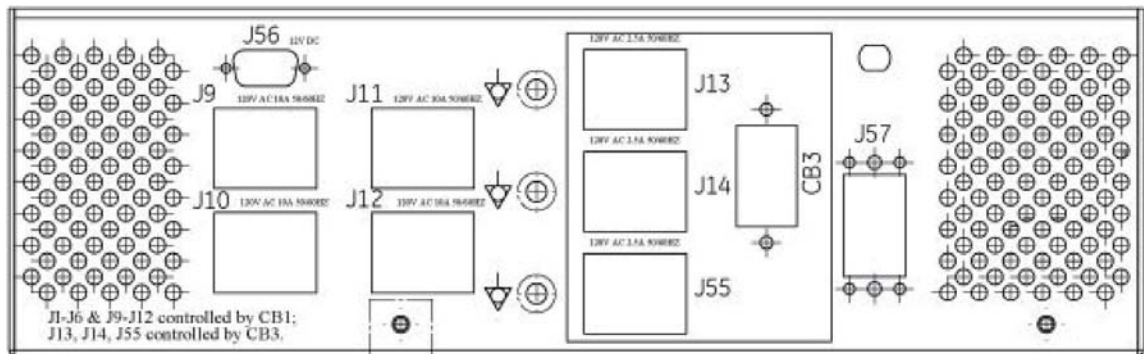 J56 12V DC
J9 120V AC 10A 50/60HZ
J11 120V AC 10A 50/60HZ
120V AC 2.5A 50/60HZ
J13
J10 120V AC 10A 50/60HZ
J12 120V AC 10A 50/60HZ
120V AC 2.5A 50/60HZ
J14
CB3
J57
120V AC 2.5A 50/60HZ
J55
J1-J6 & J9-J12 controlled by CB1;
J13, J14, J55 controlled by CB3.